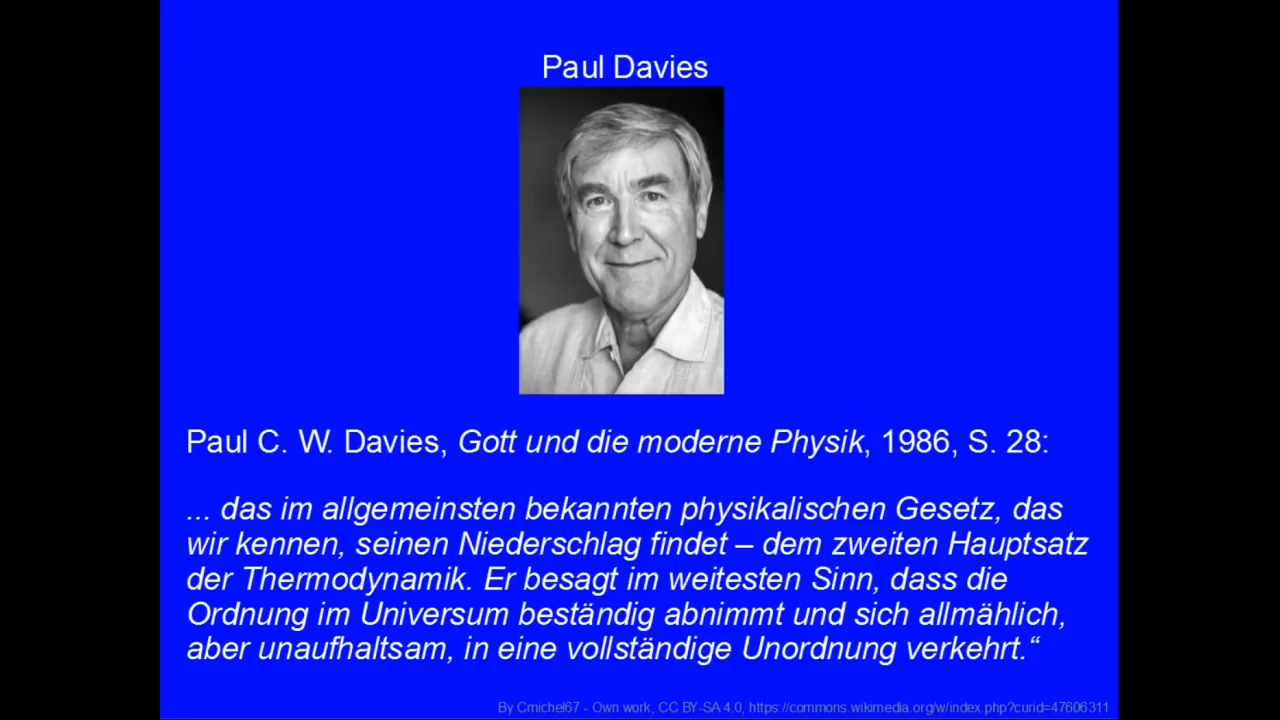 Paul Davies
Paul C. W. Davies, Gott und die moderne Physik, 1986, S. 28:
... das im allgemeinsten bekannten physikalischen Gesetz, das
wir kennen, seinen Niederschlag findet – dem zweiten Hauptsatz
der Thermodynamik. Er besagt im weitesten Sinn, dass die
Ordnung im Universum beständig abnimmt und sich allmählich,
aber unaufhaltsam, in eine vollständige Unordnung verkehrt.“
By Cmichel67 - Own work, CC BY-SA 4.0, https://commons.wikimedia.org/w/index.php?curid=47606311